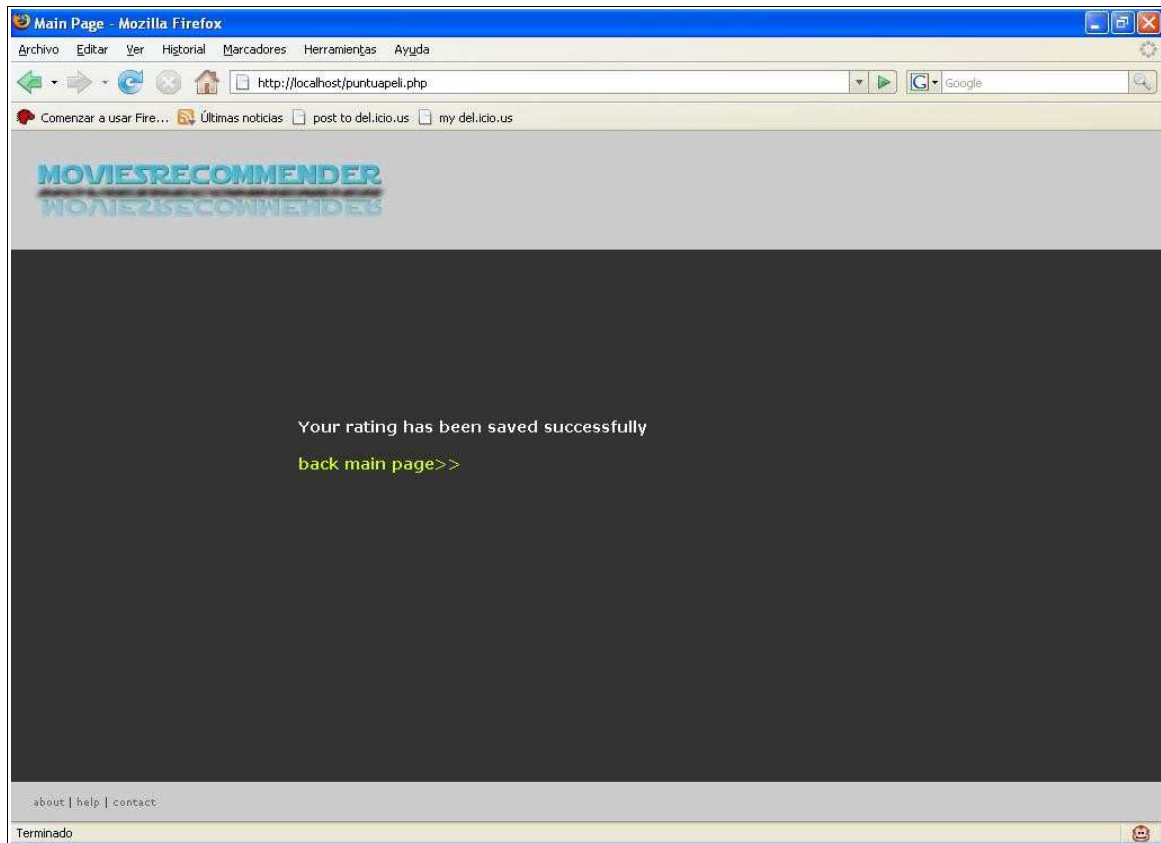 Main Page - Mozilla Firefox
Archivo Editar Ver Historial Marcadores Herramientas Ayuda
http://localhost/puntuapeli.php
G Google
Comenzar a usar Fire... Últimas noticias post to del.icio.us my del.icio.us
MOVIESRECOMMENDER
Your rating has been saved successfully
back main page>>
about | help | contact
Terminado